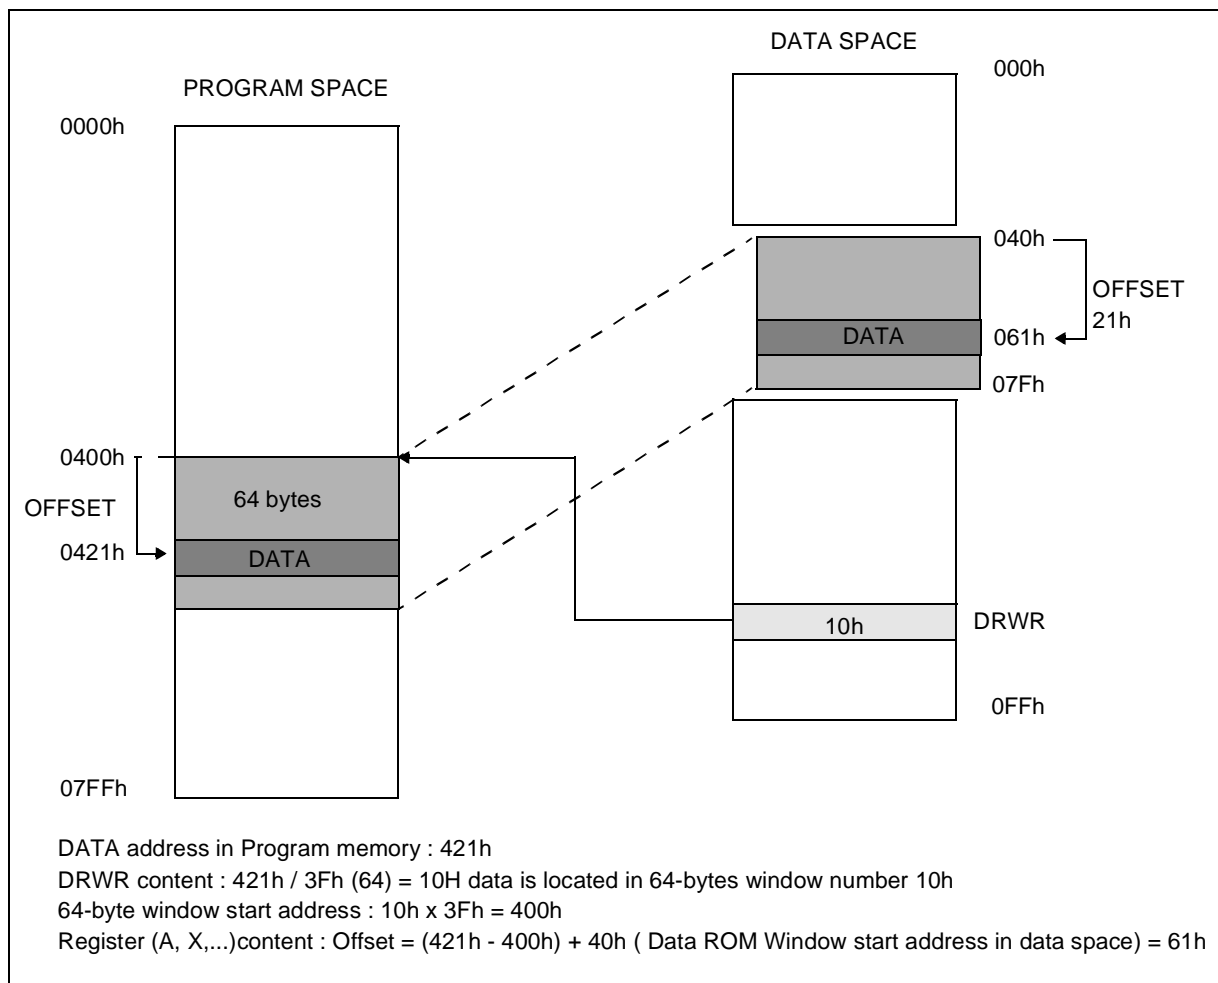 DATA SPACE
000h
PROGRAM SPACE
0000h
040h
OFFSET
21h
DATA
061h
07Fh
0400h
64 bytes
OFFSET
0421h
DATA
10h
DRWR
0FFh
07FFh
DATA address in Program memory : 421h
DRWR content : 421h / 3Fh (64) = 10H data is located in 64-bytes window number 10h
64-byte window start address : 10h x 3Fh = 400h
Register (A, X,...)content : Offset = (421h - 400h) + 40h ( Data ROM Window start address in data space) = 61h